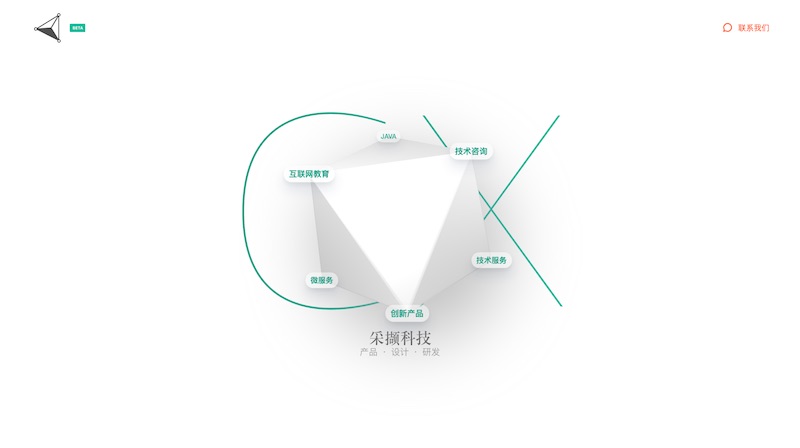 BETA
联系我们
JAVA
技术咨询
互联网教育
技术服务
微服务
创新产品
采撷科技
产品 · 设计 · 研发